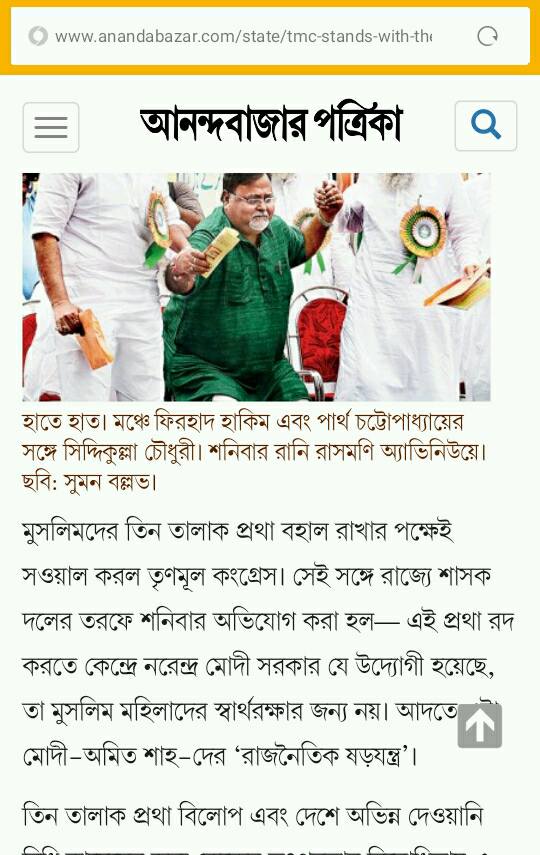 www.anandabazar.com/state/tmc-stands-with-the
আনন্দবাজার পত্রিকা
হাতে হাত। মঞ্চে ফিরহাদ হাকিম এবং পার্থ চট্টোপাধ্যায়ের
সঙ্গে সিদ্দিকুল্লা চৌধুরী। শনিবার রানি রাসমণি অ্যাভিনিউয়ে।
ছবি: সুমন বল্লভ।
মুসলিমদের তিন তালাক প্রথা বহাল রাখার পক্ষেই
সওয়াল করল তৃণমূল কংগ্রেস। সেই সঙ্গে রাজ্যে শাসক
দলের তরফে শনিবার অভিযোগ করা হল— এই প্রথা রদ
করতে কেন্দ্রে নরেন্দ্র মোদী সরকার যে উদ্যোগী হয়েছে,
তা মুসলিম মহিলাদের স্বার্থরক্ষার জন্য নয়। আদতে
মোদী-অমিত শাহ-দের ‘রাজনৈতিক ষড়যন্ত্র’।
তিন তালাক প্রথা বিলোপ এবং দেশে অভিন্ন দেওয়ানি